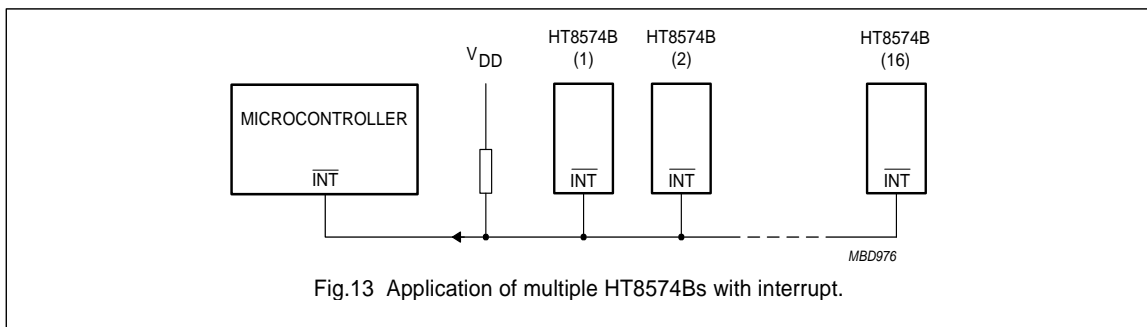 HT8574B
(1)
HT8574B
(2)
HT8574B
(16)
VDD
MICROCONTROLLER
INT
INT
INT
INT
MBD976
Fig.13 Application of multiple HT8574Bs with interrupt.